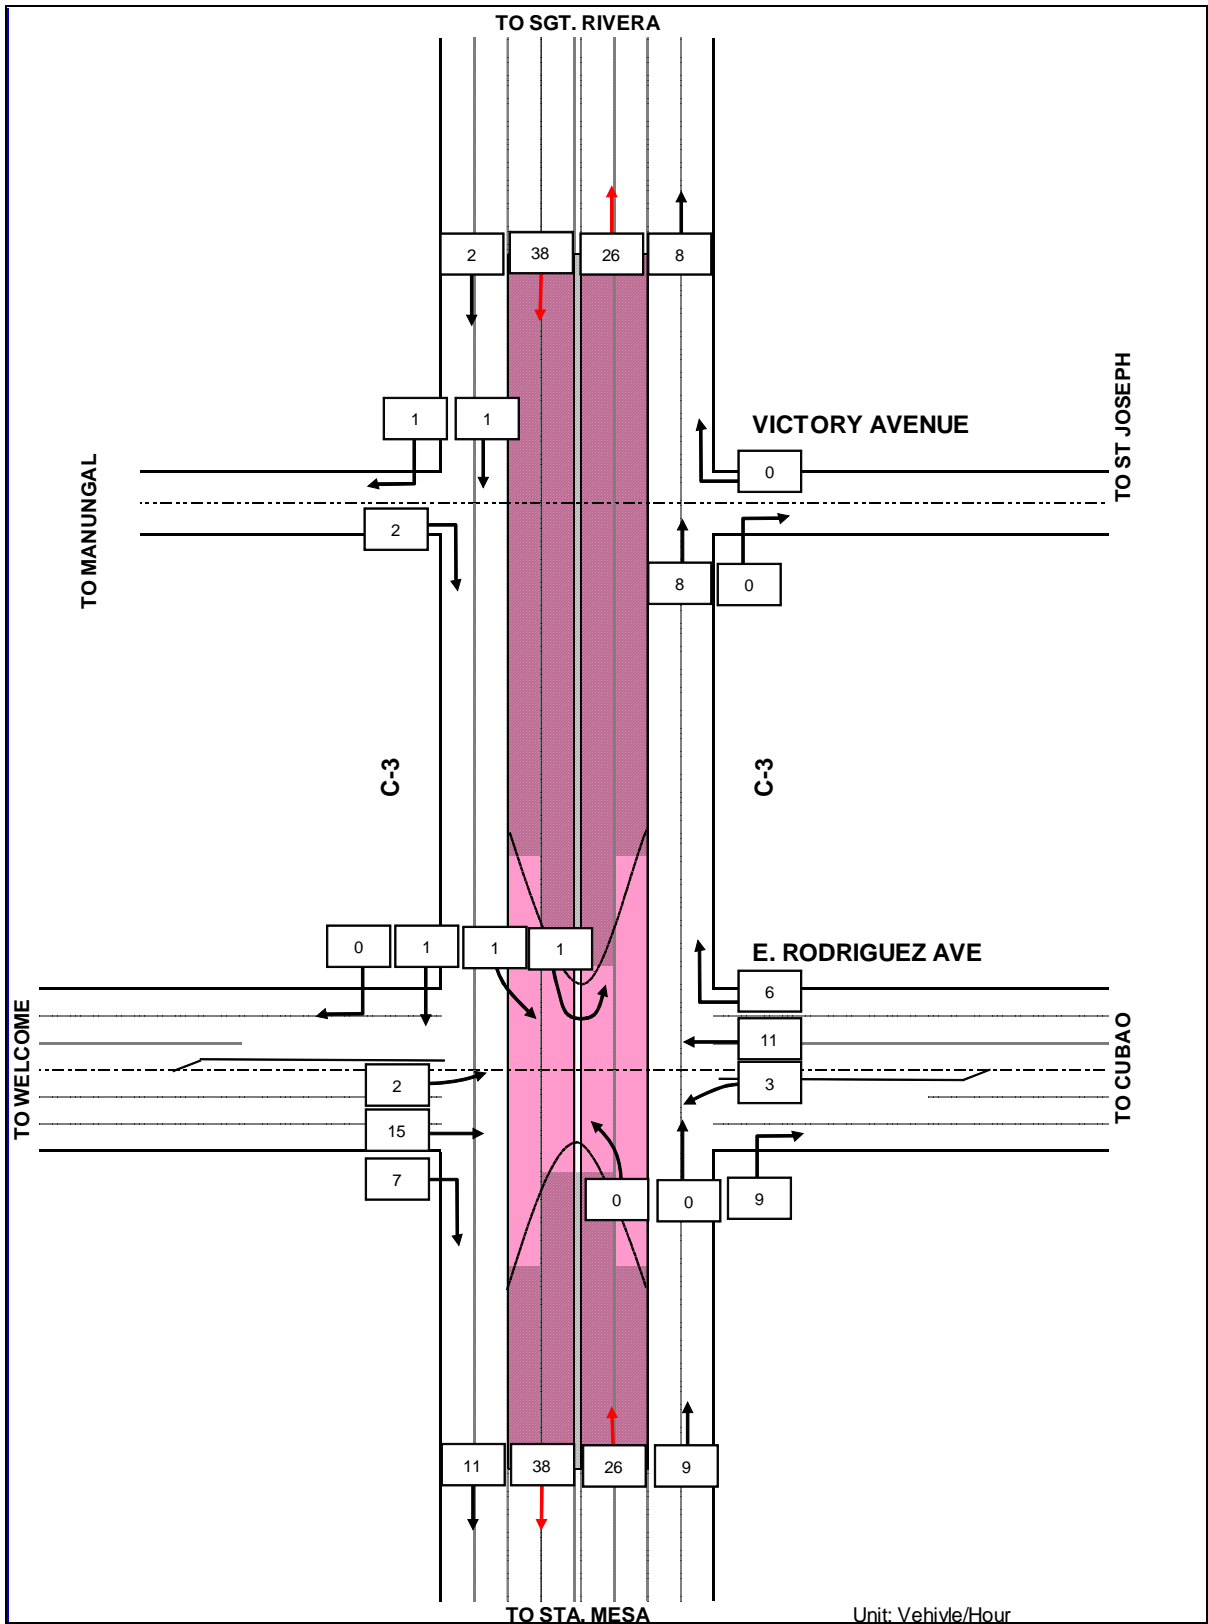 TO SGT. RIVERA
2 38 26 8
1 1
VICTORY AVENUE
TO ST JOSEPH
0
TO MANUNGAL
2
8 0
C-3
C-3
0 1 1 1
E. RODRIGUEZ AVE
6
11
3
TO WELCOME
2
15
7
TO CUBAO
0 0 9
11 38 26 9
TO STA. MESA
Unit: Vehivle/Hour